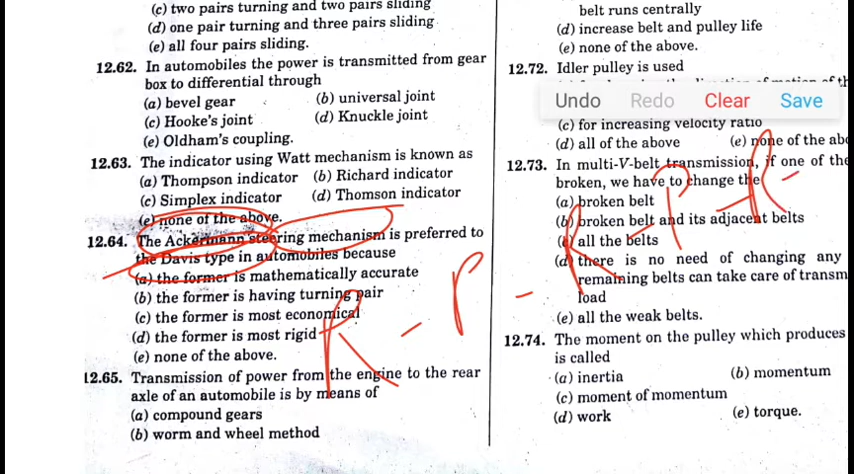 (c) two pairs turning and two pairs sliding
(d) one pair turning and three pairs sliding
(e) all four pairs sliding.
12.62. In automobiles the power is transmitted from gear
box to differential through
(a) bevel gear (b) universal joint
(c) Hooke's joint (d) Knuckle joint
(e) Oldham's coupling.
12.63. The indicator using Watt mechanism is known as
(a) Thompson indicator (b) Richard indicator
(c) Simplex indicator (d) Thomson indicator
(e) none of the above.
12.64. The Ackermann steering mechanism is preferred to
the Davis type in automobiles because
(a) the former is mathematically accurate
(b) the former is having turning pair
(c) the former is most economical
(d) the former is most rigid
(e) none of the above.
12.65. Transmission of power from the engine to the rear
axle of an automobile is by means of
(a) compound gears
(b) worm and wheel method
belt runs centrally
(d) increase belt and pulley life
(e) none of the above.
12.72. Idler pulley is used
Undo Redo Clear Save
(c) for increasing velocity ratio
(d) all of the above (e) none of the abo
12.73. In multi-V-belt transmission, if one of the
broken, we have to change the
(a) broken belt
(b) broken belt and its adjacent belts
(c) all the belts
(d) there is no need of changing any
remaining belts can take care of transm
load
(e) all the weak belts.
12.74. The moment on the pulley which produces
is called
(a) inertia (b) momentum
(c) moment of momentum
(d) work (e) torque.
R - P - R - P - R -